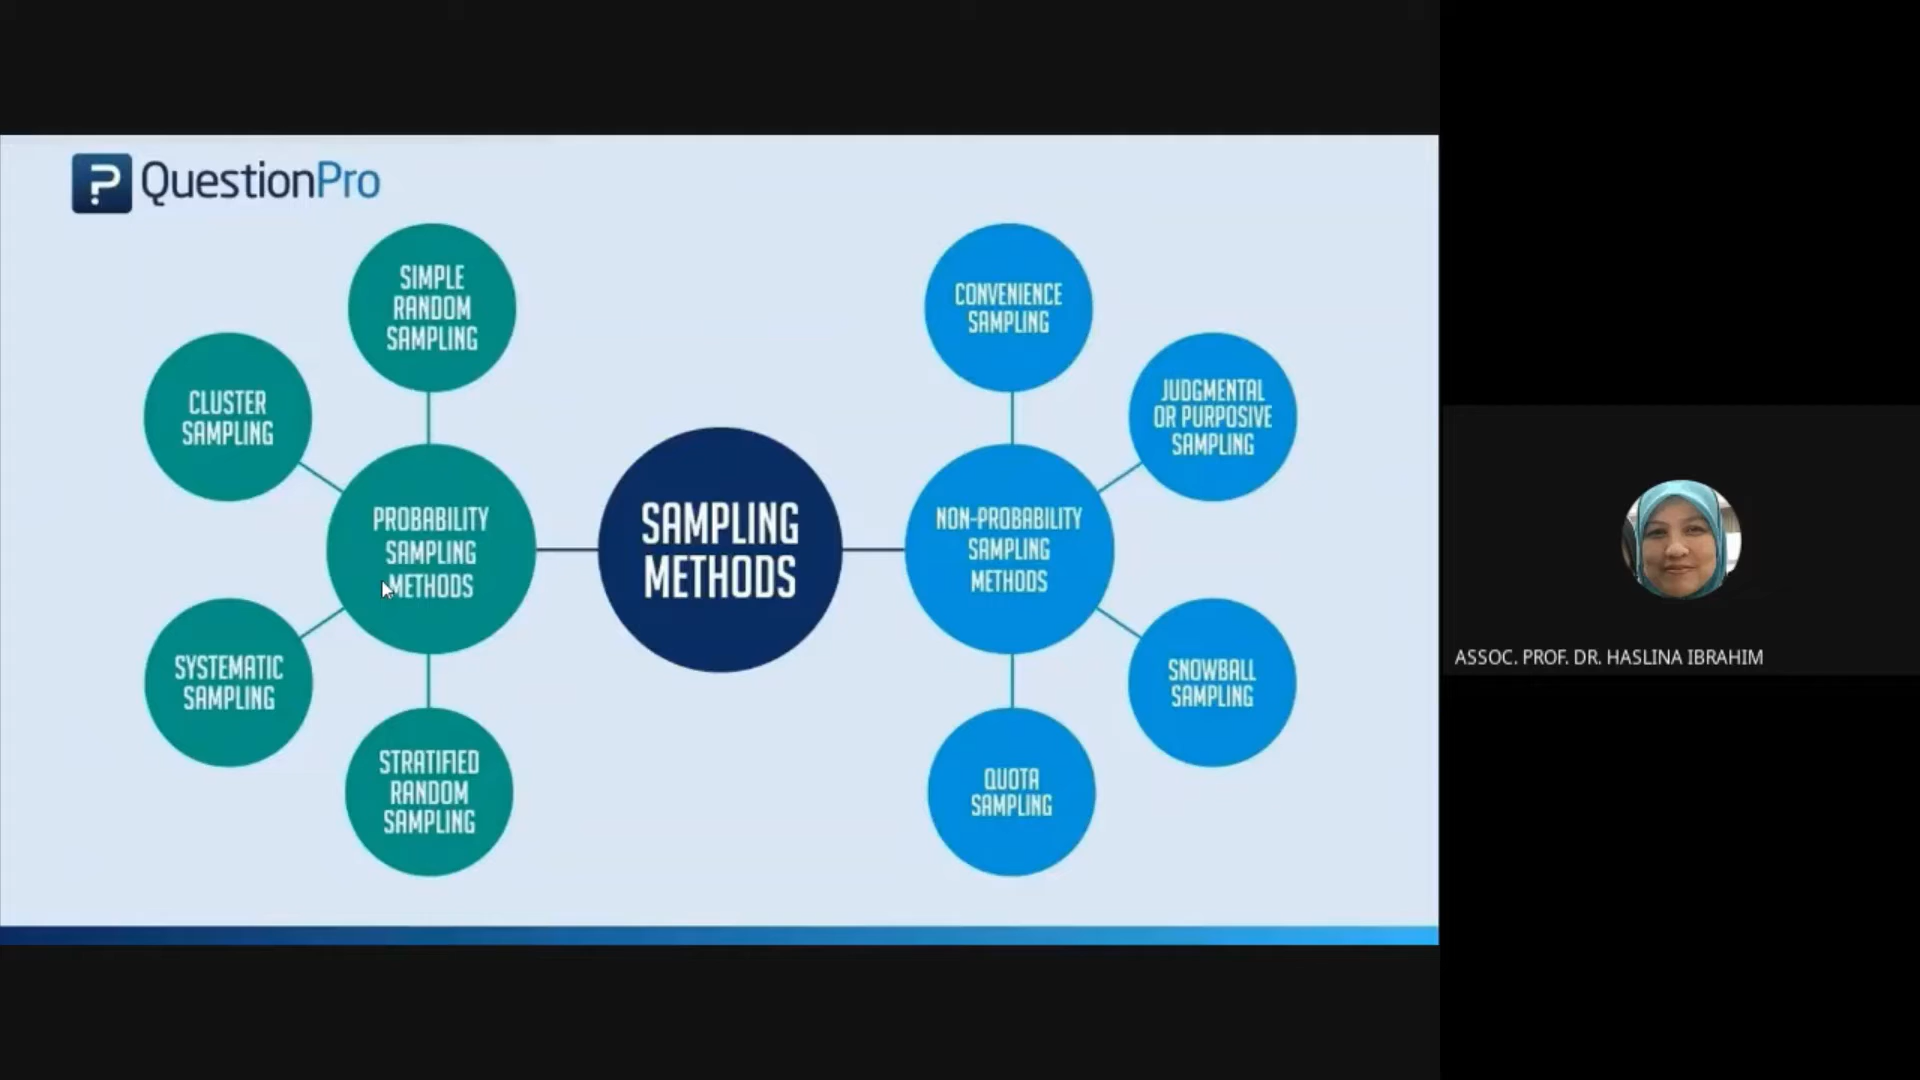 QuestionPro
SIMPLE
RANDOM
SAMPLING
CLUSTER
SAMPLING
PROBABILITY
SAMPLING
METHODS
SYSTEMATIC
SAMPLING
STRATIFIED
RANDOM
SAMPLING
SAMPLING
METHODS
CONVENIENCE
SAMPLING
JUDGMENTAL
OR PURPOSIVE
SAMPLING
NON-PROBABILITY
SAMPLING
METHODS
SNOWBALL
SAMPLING
QUOTA
SAMPLING
ASSOC. PROF. DR. HASLINA IBRAHIM